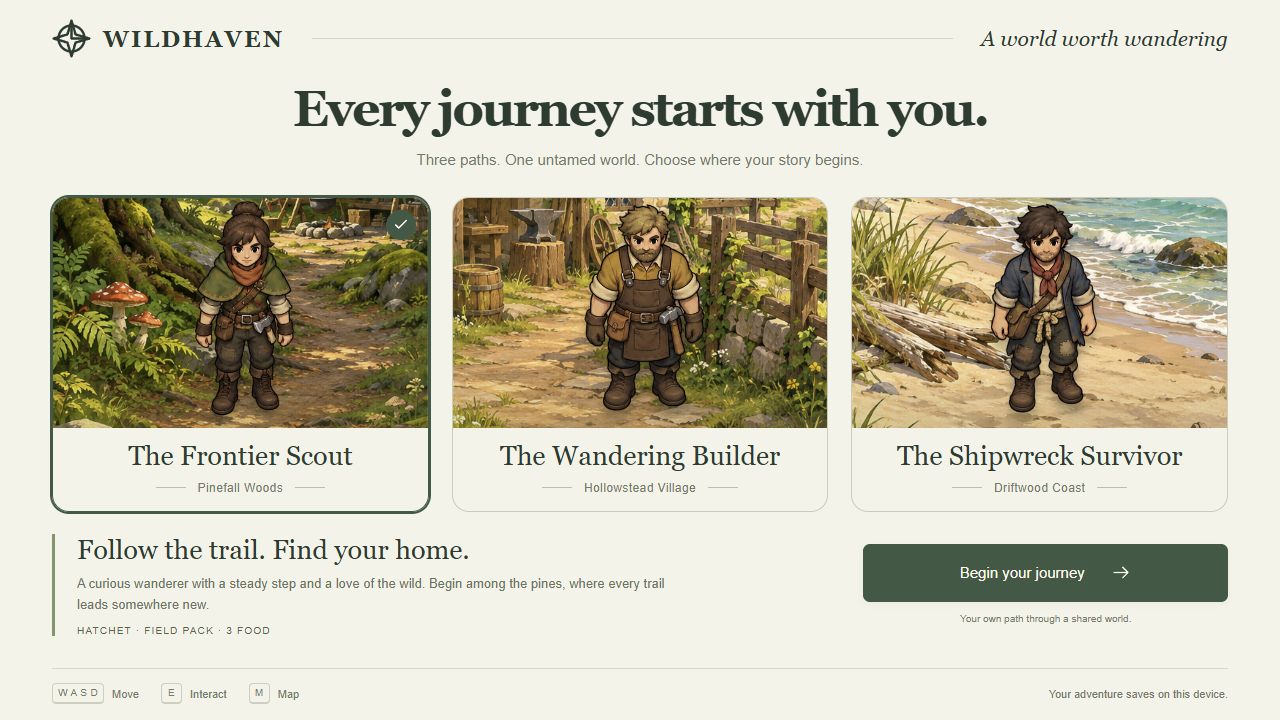 WILDHAVEN
A world worth wandering
Every journey starts with you.
Three paths. One untamed world. Choose where your story begins.
The Frontier Scout
Pinefall Woods
The Wandering Builder
Hollowstead Village
The Shipwreck Survivor
Driftwood Coast
Follow the trail. Find your home.
A curious wanderer with a steady step and a love of the wild. Begin among the pines, where every trail
leads somewhere new.
HATCHET · FIELD PACK · 3 FOOD
Begin your journey →
Your own path through a shared world.
WASD Move E Interact M Map
Your adventure saves on this device.